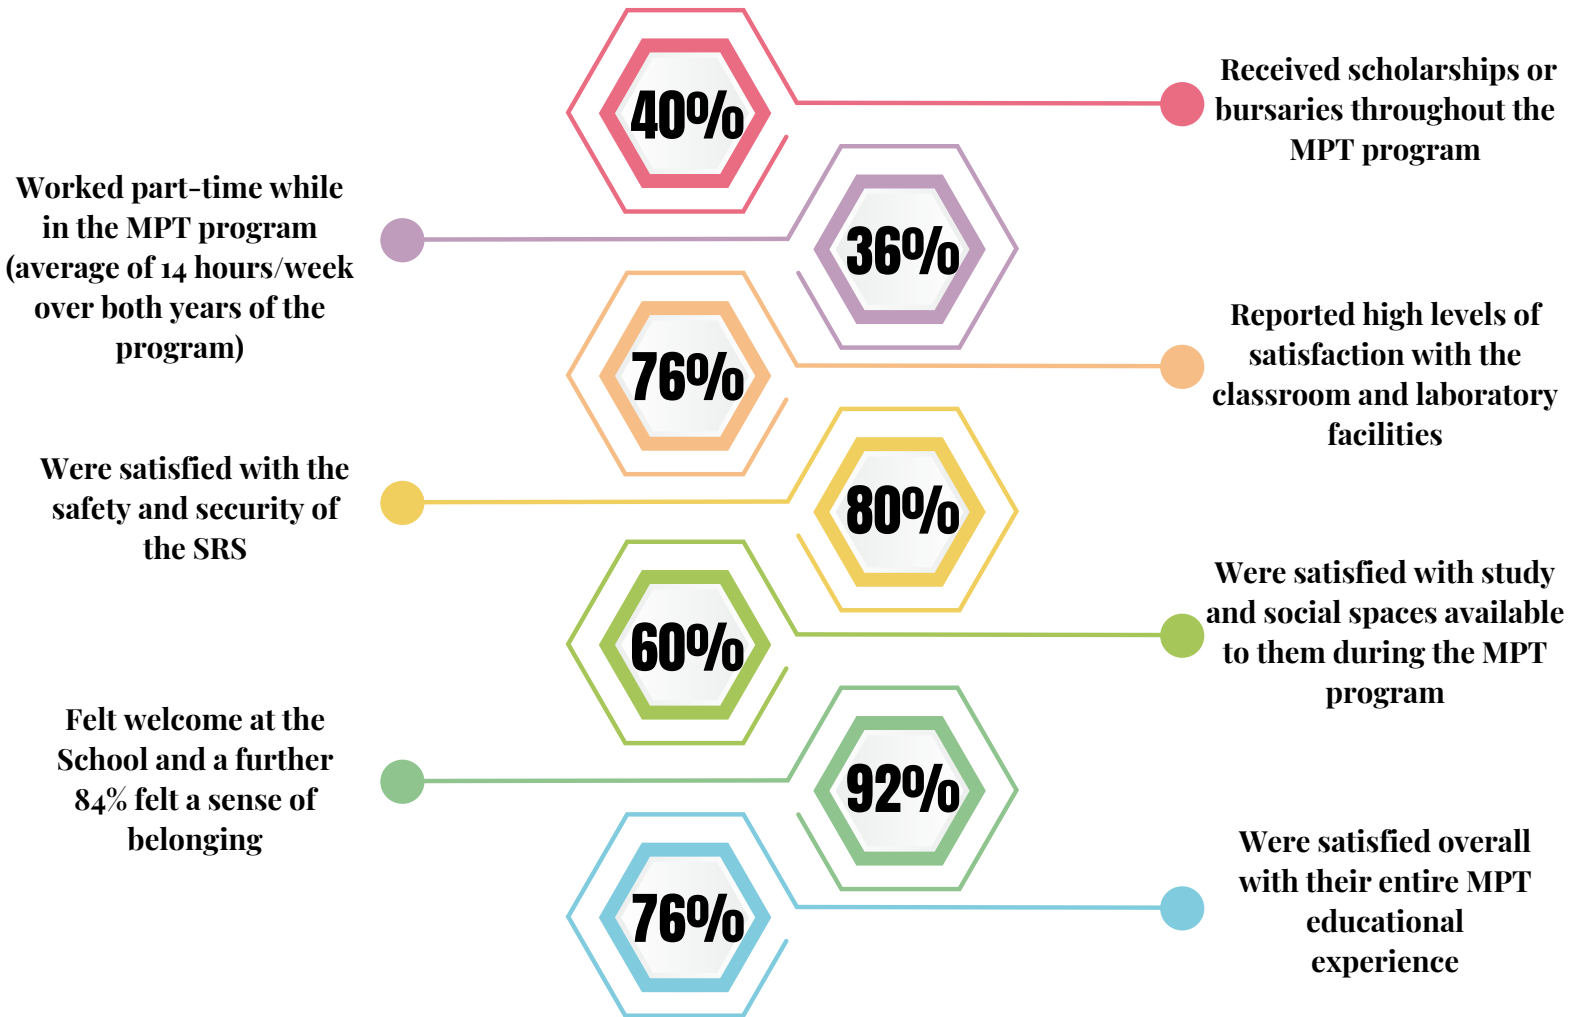 40%
Received scholarships or
bursaries throughout the
MPT program
Worked part-time while
in the MPT program
(average of 14 hours/week
over both years of the
program)
36%
76%
Reported high levels of
satisfaction with the
classroom and laboratory
facilities
Were satisfied with the
safety and security of
the SRS
80%
60%
Were satisfied with study
and social spaces available
to them during the MPT
program
Felt welcome at the
School and a further
84% felt a sense of
belonging
92%
76%
Were satisfied overall
with their entire MPT
educational
experience